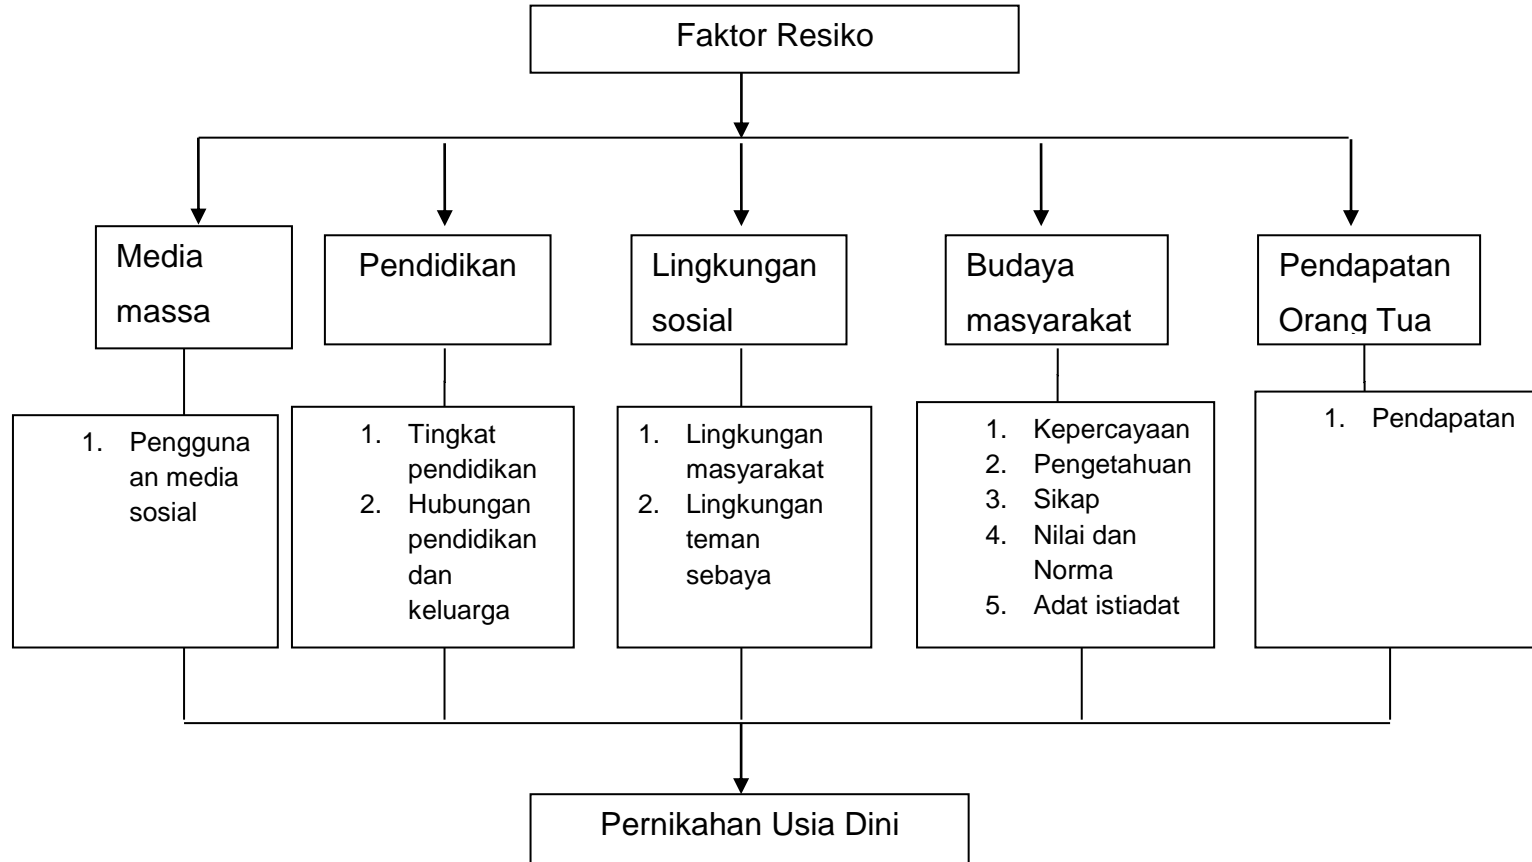 Faktor Resiko
Media
massa
Pendidikan
Lingkungan
sosial
Budaya
masyarakat
Pendapatan
Orang Tua
1. Pengguna
an media
sosial
1. Tingkat
pendidikan
2. Hubungan
pendidikan
dan
keluarga
1. Lingkungan
masyarakat
2. Lingkungan
teman
sebaya
1. Kepercayaan
2. Pengetahuan
3. Sikap
4. Nilai dan
Norma
5. Adat istiadat
1. Pendapatan
Pernikahan Usia Dini